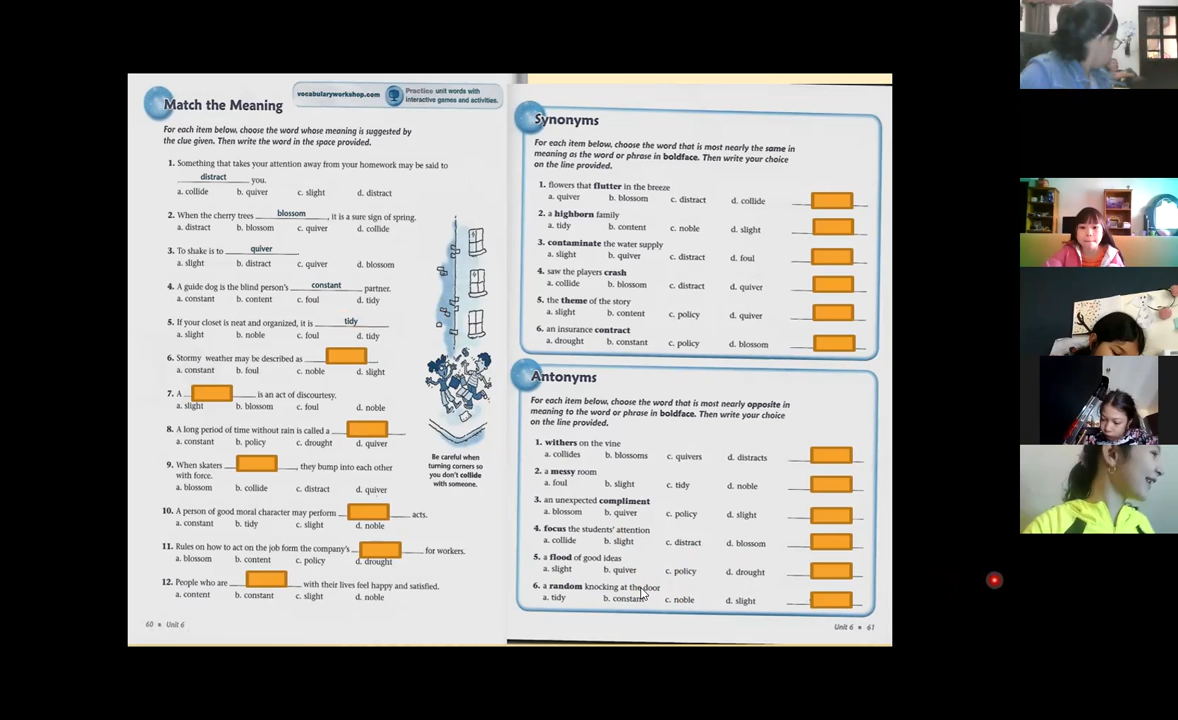 Match the Meaning
vocabularyworkshop.com
Practice unit words with
interactive games and activities.
For each item below, choose the word whose meaning is suggested by
the clue given. Then write the word in the space provided.
1. Something that takes your attention away from your homework may be said to
distract you.
a. collide b. quiver c. slight d. distract
2. When the cherry trees blossom, it is a sure sign of spring.
a. distract b. blossom c. quiver d. collide
3. To shake is to quiver.
a. slight b. distract c. quiver d. blossom
4. A guide dog is the blind person's constant partner.
a. constant b. content c. foul d. tidy
5. If your closet is neat and organized, it is tidy
a. slight b. noble c. foul d. tidy
6. Stormy weather may be described as
a. constant b. foul c. noble d. slight
7. A is an act of discourtesy.
a. slight b. blossom c. foul d. noble
8. A long period of time without rain is called a
a. constant b. policy c. drought d. quiver
9. When skaters , they bump into each other
with force.
a. blossom b. collide c. distract d. quiver
10. A person of good moral character may perform acts.
a. constant b. tidy c. slight d. noble
11. Rules on how to act on the job form the company's for workers.
a. blossom b. content c. policy d. drought
12. People who are with their lives feel happy and satisfied.
a. content b. constant c. slight d. noble
Be careful when
turning corners so
you don't collide
with someone.
60 • Unit 6
Synonyms
For each item below, choose the word that is most nearly the same in
meaning as the word or phrase in boldface. Then write your choice
on the line provided.
1. flowers that flutter in the breeze
a. quiver b. blossom c. distract d. collide
2. a highborn family
a. tidy b. content c. noble d. slight
3. contaminate the water supply
a. slight b. quiver c. distract d. foul
4. saw the players crash
a. collide b. blossom c. distract d. quiver
5. the theme of the story
a. slight b. content c. policy d. quiver
6. an insurance contract
a. drought b. constant c. policy d. blossom
Antonyms
For each item below, choose the word that is most nearly opposite in
meaning to the word or phrase in boldface. Then write your choice
on the line provided.
1. withers on the vine
a. collides b. blossoms c. quivers d. distracts
2. a messy room
a. foul b. slight c. tidy d. noble
3. an unexpected compliment
a. blossom b. quiver c. policy d. slight
4. focus the students' attention
a. collide b. slight c. distract d. blossom
5. a flood of good ideas
a. slight b. quiver c. policy d. drought
6. a random knocking at the door
a. tidy b. constant c. noble d. slight
Unit 6 • 61